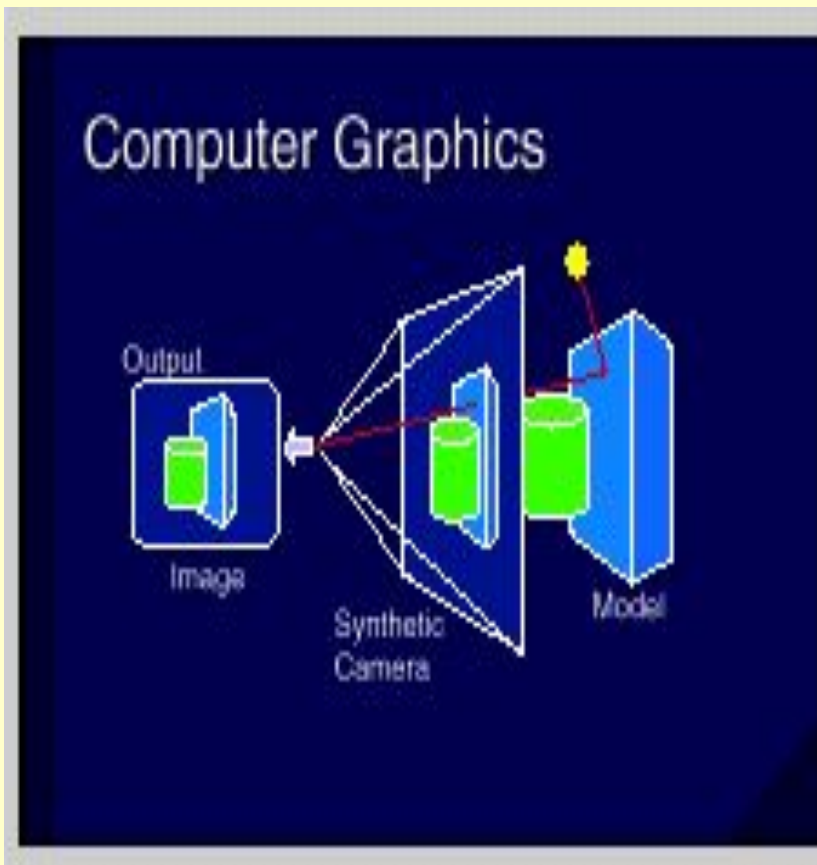 Computer Graphics
Output
Image
Synthetic
Camera
Model